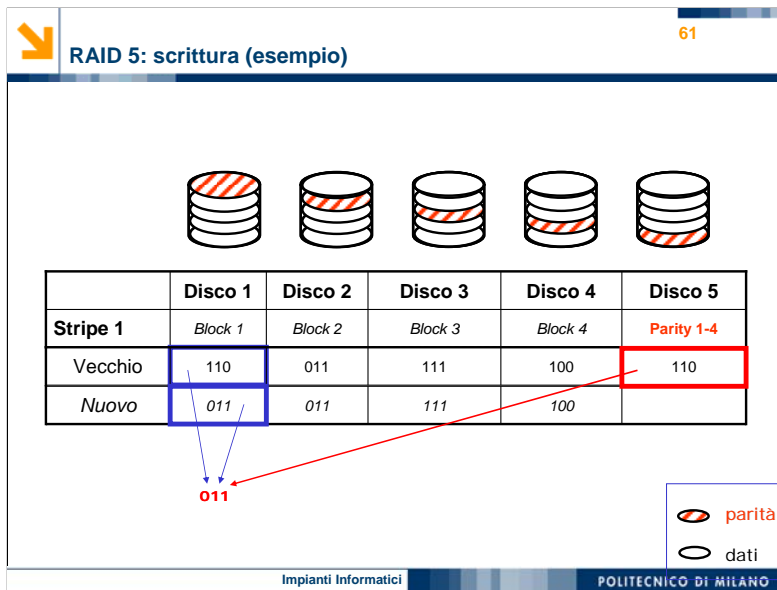 61
RAID 5: scrittura (esempio)
Disco 1 Disco 2 Disco 3 Disco 4 Disco 5
Stripe 1 Block 1 Block 2 Block 3 Block 4 Parity 1-4
Vecchio 110 011 111 100 110
Nuovo 011 011 111 100
011
parità
dati
Impianti Informatici POLITECNICO DI MILANO